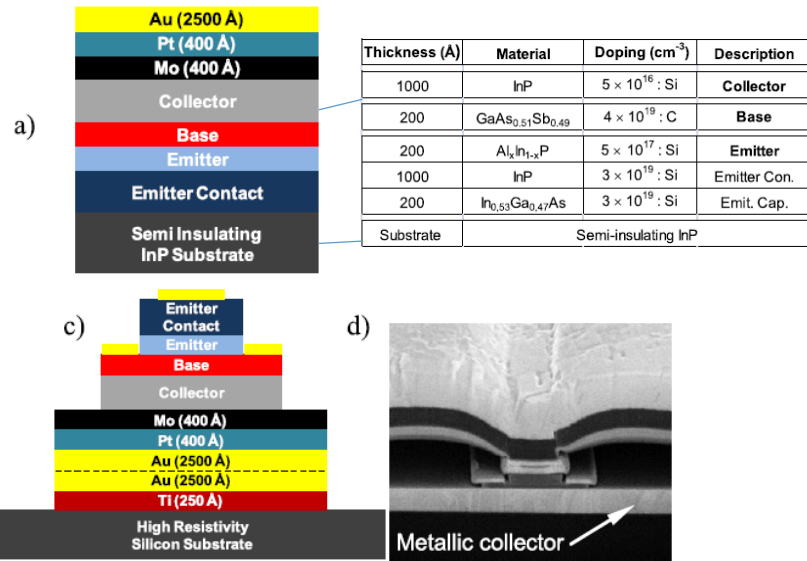 a)
Au (2500 Å)
Pt (400 Å)
Mo (400 Å)
Collector
Base
Emitter
Emitter Contact
Semi Insulating
InP Substrate
Thickness (Å) Material Doping (cm⁻³) Description
1000 InP 5 × 10¹⁶ : Si Collector
200 GaAs₀.₅₁Sb₀.₄₉ 4 × 10¹⁹ : C Base
200 AlₓIn₁₋ₓP 5 × 10¹⁷ : Si Emitter
1000 InP 3 × 10¹⁹ : Si Emitter Con.
200 In₀,₅₃Ga₀,₄₇As 3 × 10¹⁹ : Si Emit. Cap.
Substrate Semi-insulating InP
c)
Emitter
Contact
Emitter
Base
Collector
Mo (400 Å)
Pt (400 Å)
Au (2500 Å)
Au (2500 Å)
Ti (250 Å)
High Resistivity
Silicon Substrate
d)
Metallic collector